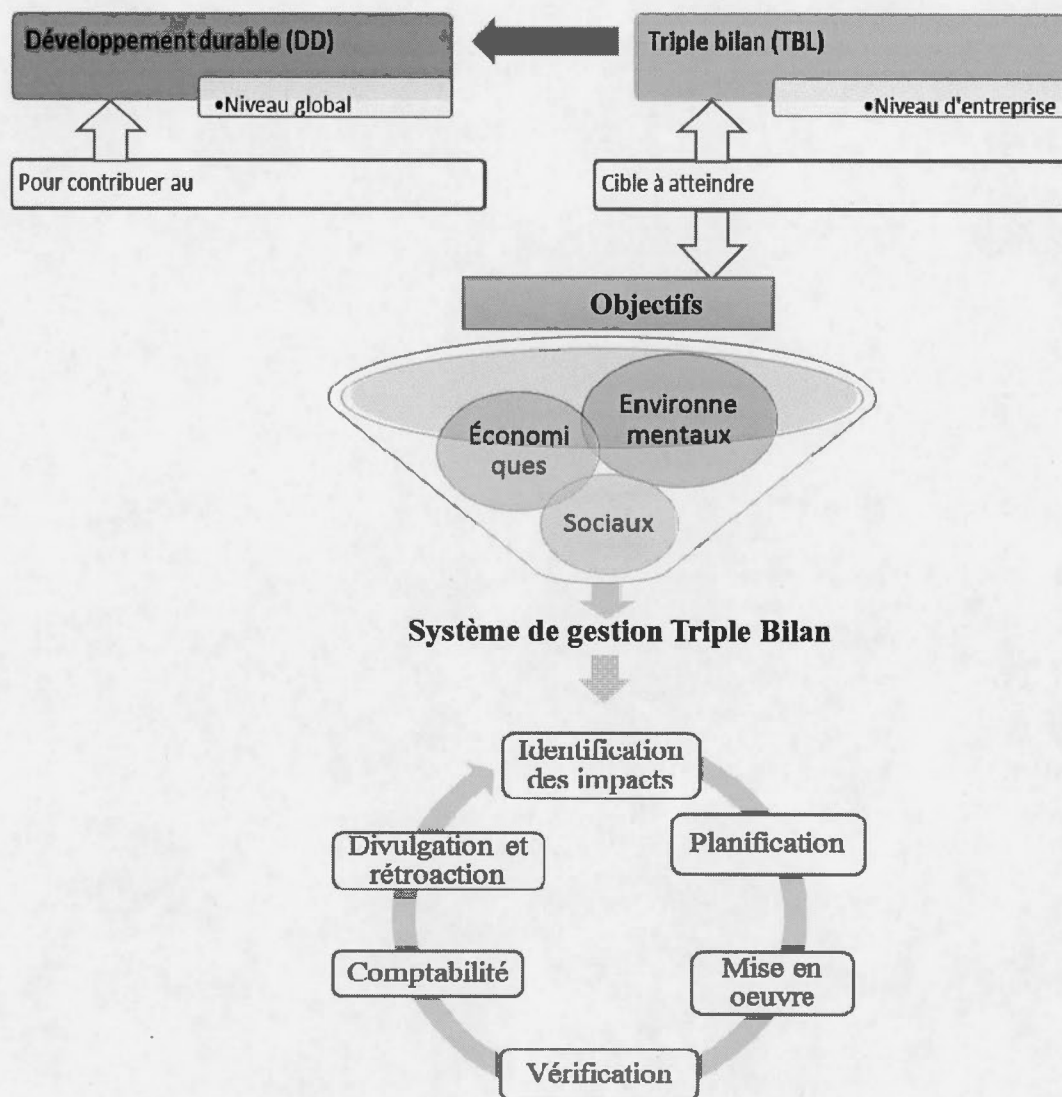 Développement durable (DD)
•Niveau global
Triple bilan (TBL)
•Niveau d'entreprise
Pour contribuer au
Cible à atteindre
Objectifs
Environne
mentaux
Économi
ques
Sociaux
Système de gestion Triple Bilan
Identification
des impacts
Planification
Mise en
oeuvre
Vérification
Comptabilité
Divulgation et
rétroaction